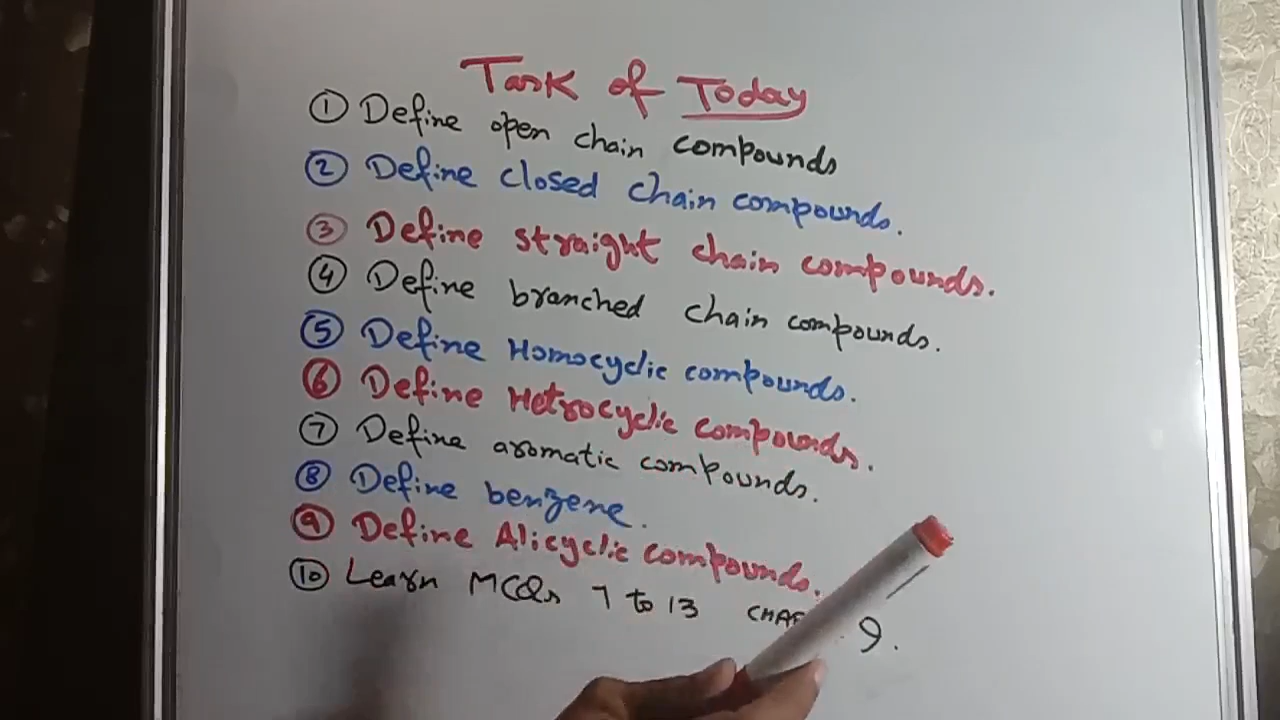 Task of Today
① Define open chain compounds
② Define closed chain compounds.
③ Define straight chain compounds.
④ Define branched chain compounds.
⑤ Define Homocyclic compounds.
⑥ Define Hetrocyclic compounds.
⑦ Define aromatic compounds.
⑧ Define benzene.
⑨ Define Alicyclic compounds.
⑩ Learn MCQs 7 to 13 9.